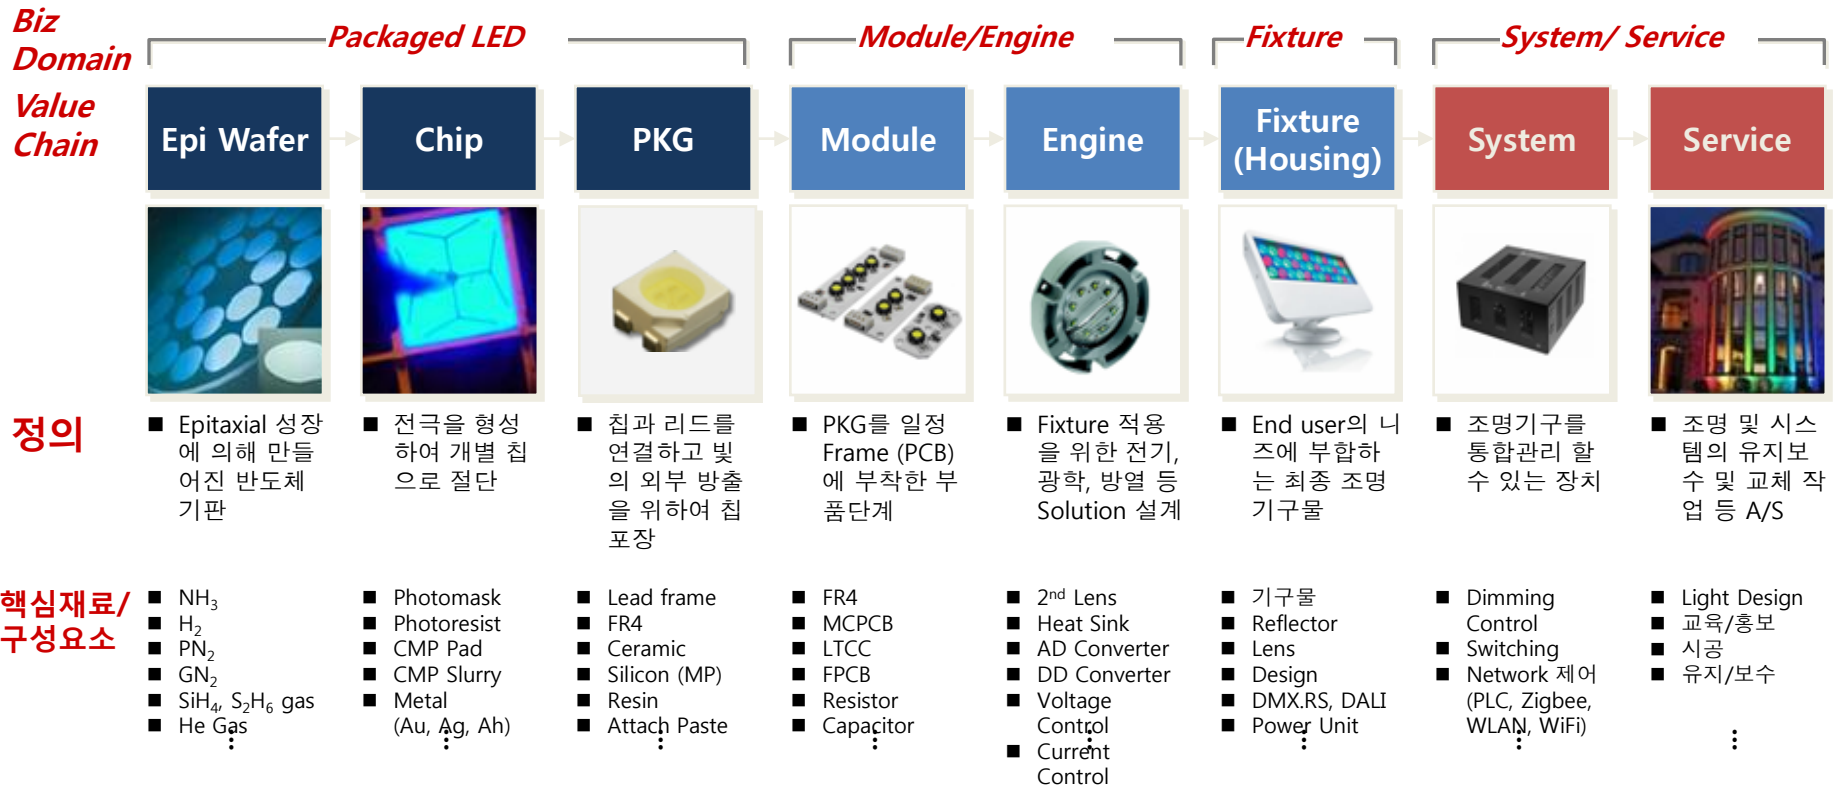 Biz
Domain
Packaged LED
Module/Engine
Fixture
System/ Service
Value
Chain
Epi Wafer
Chip
PKG
Module
Engine
Fixture
(Housing)
System
Service
정의
■ Epitaxial 성장
에 의해 만들
어진 반도체
기판
■ 전극을 형성
하여 개별 칩
으로 절단
■ 칩과 리드를
연결하고 빛
의 외부 방출
을 위하여 칩
포장
■ PKG를 일정
Frame (PCB)
에 부착한 부
품단계
■ Fixture 적용
을 위한 전기,
광학, 방열 등
Solution 설계
■ End user의 니
즈에 부합하
는 최종 조명
기구물
■ 조명기구를
통합관리 할
수 있는 장치
■ 조명 및 시스
템의 유지보
수 및 교체 작
업 등 A/S
핵심재료/
구성요소
■ NH3
■ H2
■ PN2
■ GN2
■ SiH4, S2H6 gas
■ He Gas
⋮
■ Photomask
■ Photoresist
■ CMP Pad
■ CMP Slurry
■ Metal
(Au, Ag, Ah)
⋮
■ Lead frame
■ FR4
■ Ceramic
■ Silicon (MP)
■ Resin
■ Attach Paste
⋮
■ FR4
■ MCPCB
■ LTCC
■ FPCB
■ Resistor
■ Capacitor
⋮
■ 2nd Lens
■ Heat Sink
■ AD Converter
■ DD Converter
■ Voltage
Control
■ Current
Control
⋮
■ 기구물
■ Reflector
■ Lens
■ Design
■ DMX.RS, DALI
■ Power Unit
⋮
■ Dimming
Control
■ Switching
■ Network 제어
(PLC, Zigbee,
WLAN, WiFi)
⋮
■ Light Design
■ 교육/홍보
■ 시공
■ 유지/보수
⋮